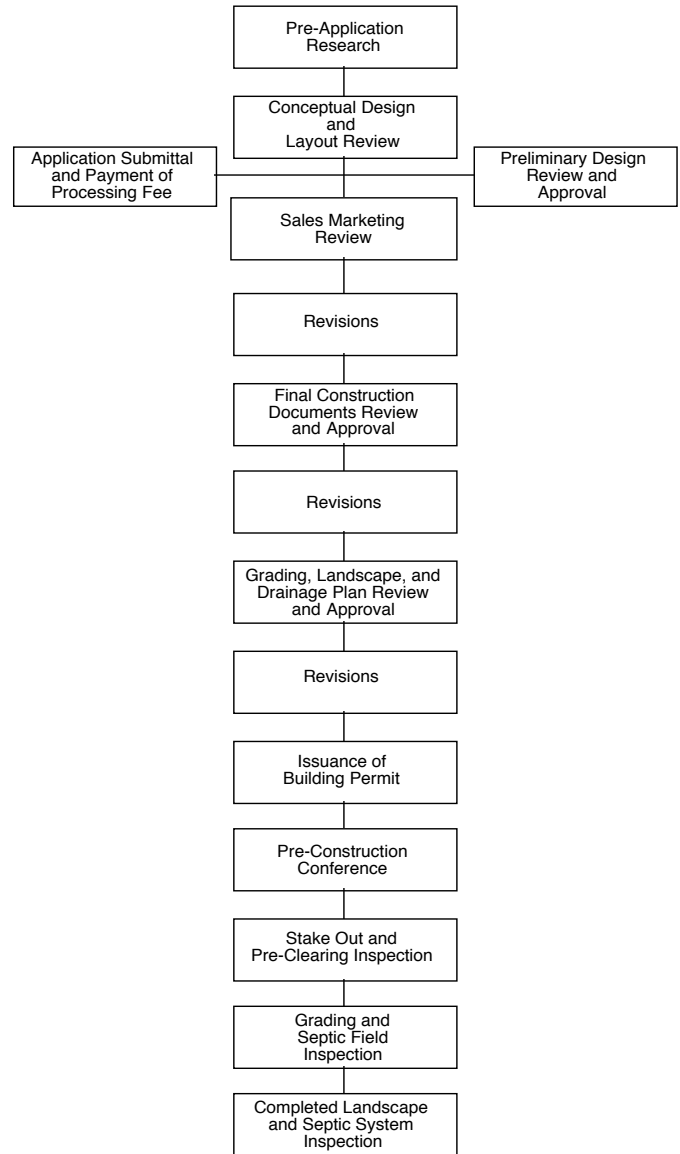 Pre-Application
Research
Conceptual Design
and
Layout Review
Application Submittal
and Payment of
Processing Fee
Preliminary Design
Review and
Approval
Sales Marketing
Review
Revisions
Final Construction
Documents Review
and Approval
Revisions
Grading, Landscape, and
Drainage Plan Review
and Approval
Revisions
Issuance of
Building Permit
Pre-Construction
Conference
Stake Out and
Pre-Clearing Inspection
Grading and
Septic Field
Inspection
Completed Landscape
and Septic System
Inspection